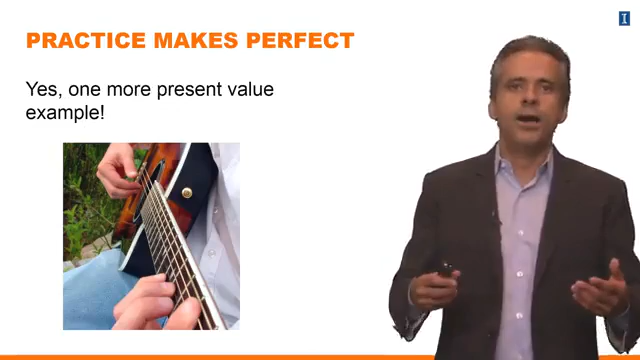 PRACTICE MAKES PERFECT
Yes, one more present value
example!
I